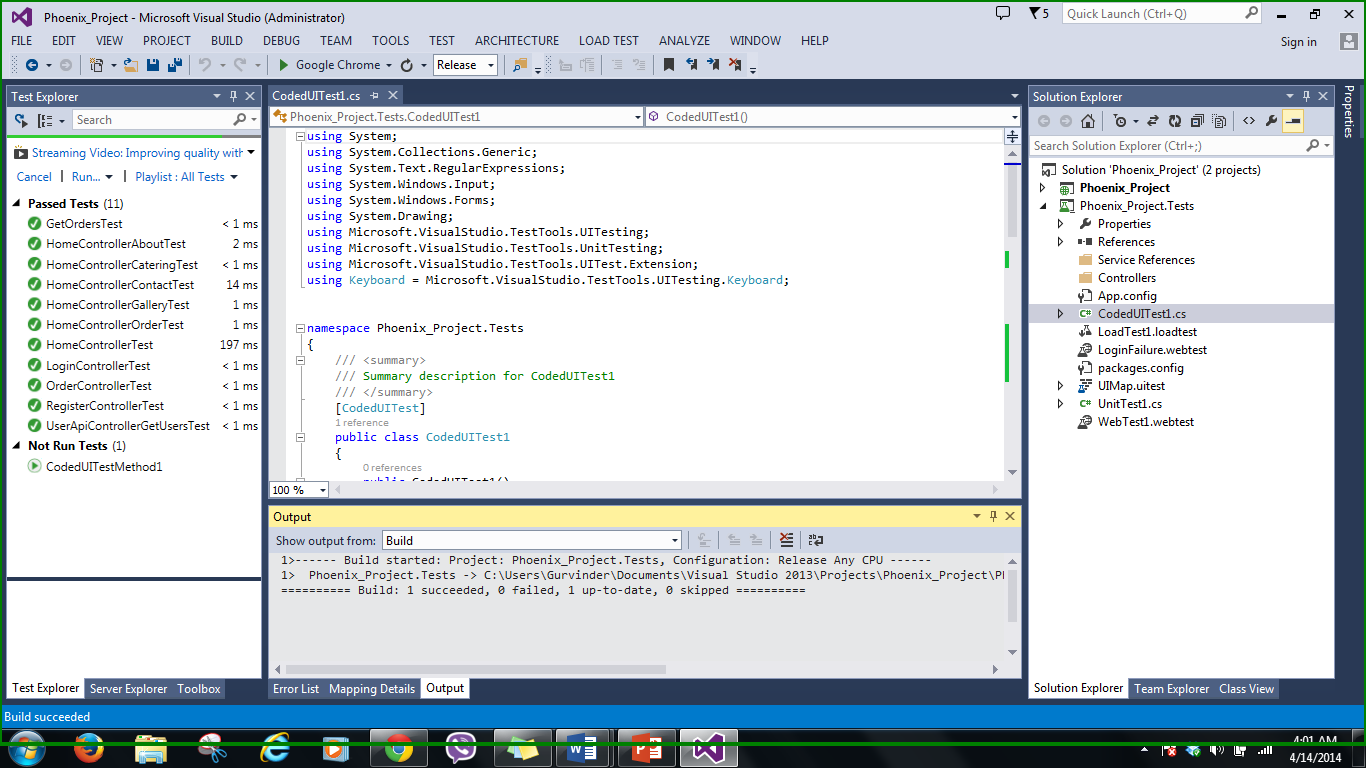 Phoenix_Project - Microsoft Visual Studio (Administrator)
5
Quick Launch (Ctrl+Q)
FILE EDIT VIEW PROJECT BUILD DEBUG TEAM TOOLS TEST ARCHITECTURE LOAD TEST ANALYZE WINDOW HELP
Sign in
Google Chrome
Release
Test Explorer
Search
Streaming Video: Improving quality with
Cancel | Run... | Playlist : All Tests
Passed Tests (11)
GetOrdersTest < 1 ms
HomeControllerAboutTest 2 ms
HomeControllerCateringTest < 1 ms
HomeControllerContactTest 14 ms
HomeControllerGalleryTest 1 ms
HomeControllerOrderTest 1 ms
HomeControllerTest 197 ms
LoginControllerTest < 1 ms
OrderControllerTest < 1 ms
RegisterControllerTest < 1 ms
UserApiControllerGetUsersTest < 1 ms
Not Run Tests (1)
CodedUITestMethod1
Test Explorer Server Explorer Toolbox
CodedUITest1.cs
Phoenix_Project.Tests.CodedUITest1
CodedUITest1()
using System;
using System.Collections.Generic;
using System.Text.RegularExpressions;
using System.Windows.Input;
using System.Windows.Forms;
using System.Drawing;
using Microsoft.VisualStudio.TestTools.UITesting;
using Microsoft.VisualStudio.TestTools.UnitTesting;
using Microsoft.VisualStudio.TestTools.UITest.Extension;
using Keyboard = Microsoft.VisualStudio.TestTools.UITesting.Keyboard;
namespace Phoenix_Project.Tests
{
/// <summary>
/// Summary description for CodedUITest1
/// </summary>
[CodedUITest]
1 reference
public class CodedUITest1
{
0 references
public CodedUITest1()
100 %
Output
Show output from: Build
1>------ Build started: Project: Phoenix_Project.Tests, Configuration: Release Any CPU ------
1> Phoenix_Project.Tests -> C:\Users\Gurvinder\Documents\Visual Studio 2013\Projects\Phoenix_Project\Pl
========== Build: 1 succeeded, 0 failed, 1 up-to-date, 0 skipped ==========
Error List Mapping Details Output
Solution Explorer
Search Solution Explorer (Ctrl+;)
Solution 'Phoenix_Project' (2 projects)
Phoenix_Project
Phoenix_Project.Tests
Properties
References
Service References
Controllers
App.config
CodedUITest1.cs
LoadTest1.loadtest
LoginFailure.webtest
packages.config
UIMap.uitest
UnitTest1.cs
WebTest1.webtest
Solution Explorer Team Explorer Class View
Properties
Build succeeded
4:01 AM
4/14/2014